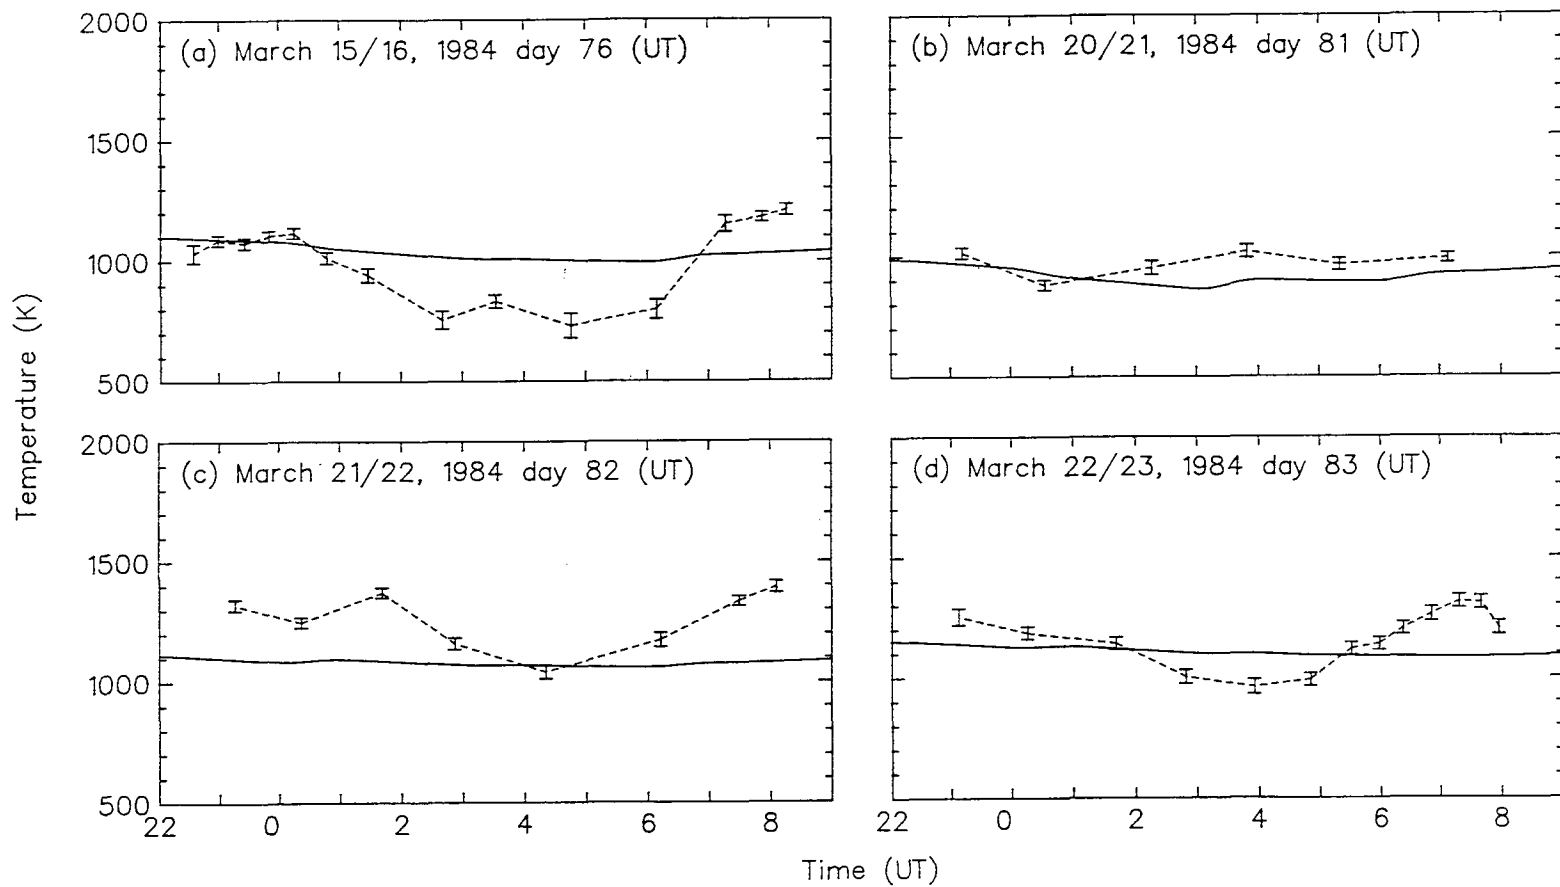 2000
(a) March 15/16, 1984 day 76 (UT)
(b) March 20/21, 1984 day 81 (UT)
1500
1000
500
Temperature (K)
2000
(c) March 21/22, 1984 day 82 (UT)
(d) March 22/23, 1984 day 83 (UT)
1500
1000
500
22 0 2 4 6 8
22 0 2 4 6 8
Time (UT)